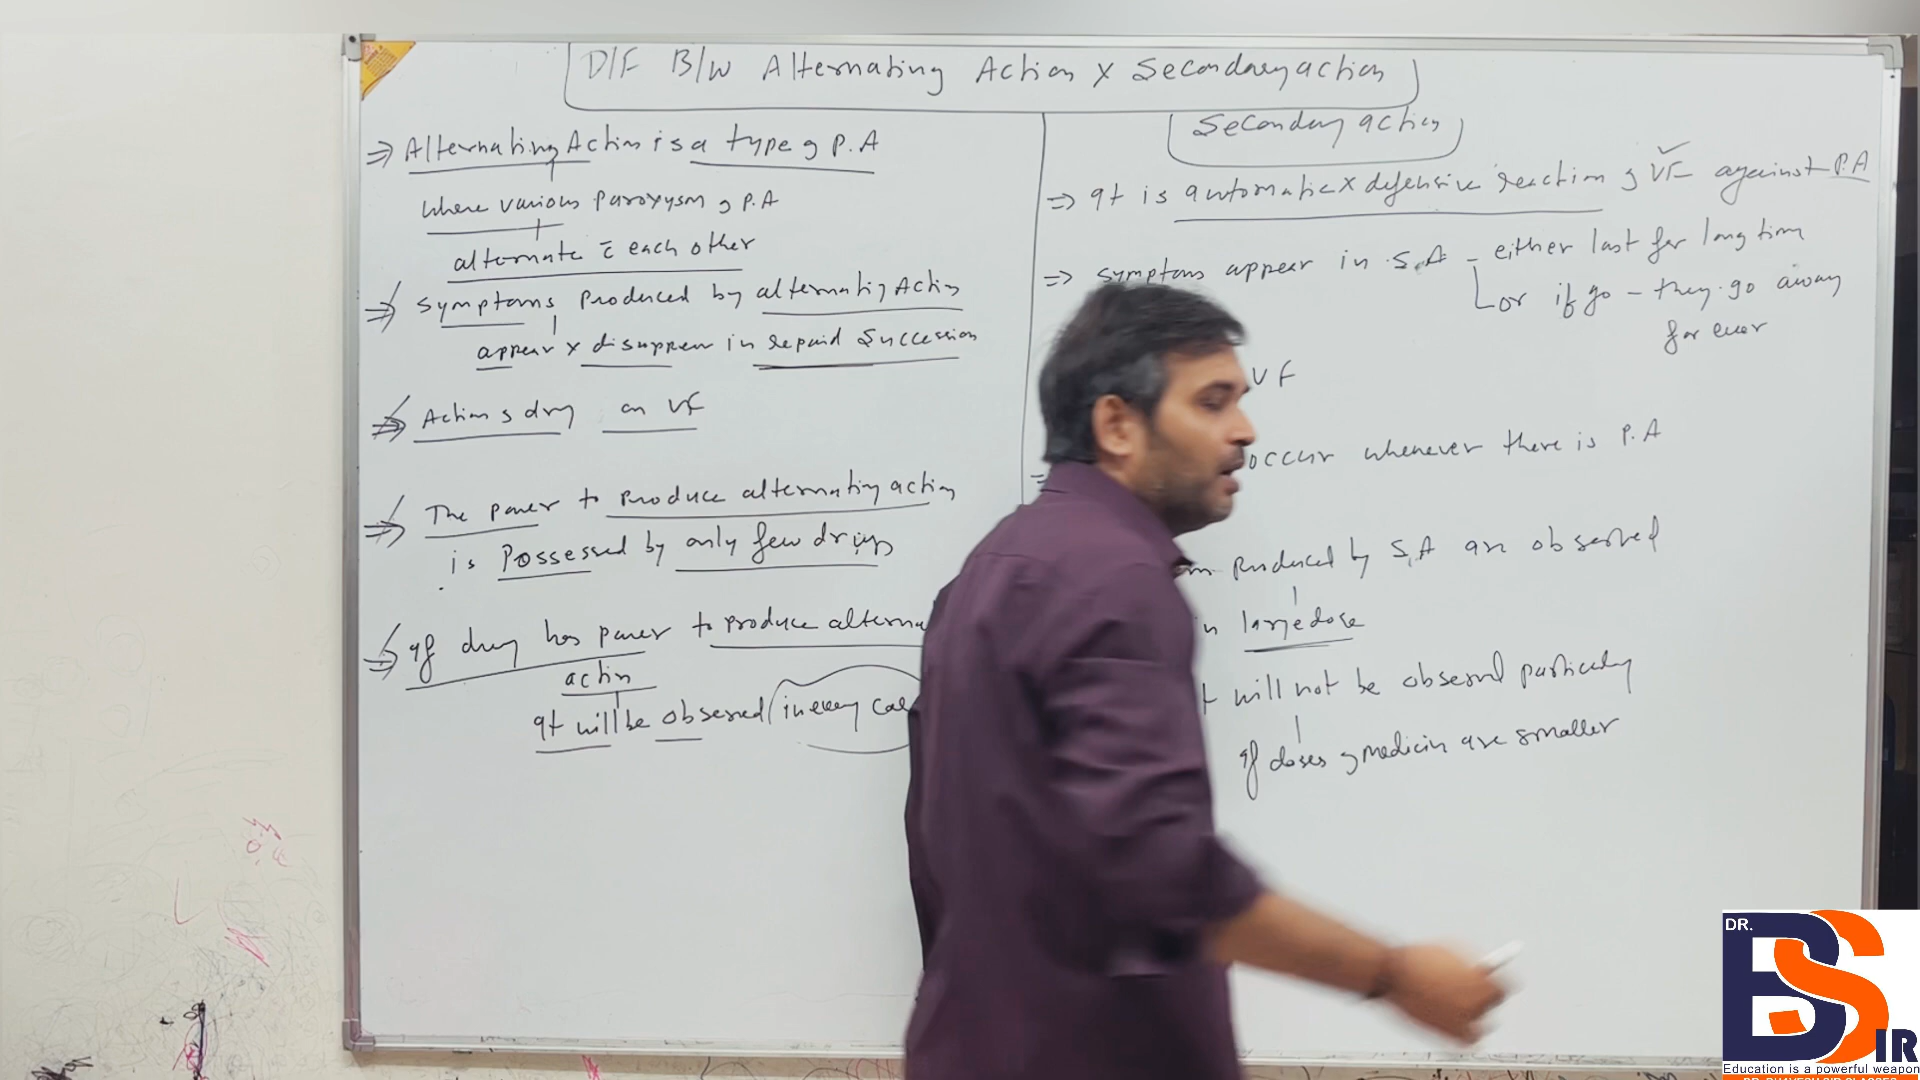 D/F B/W Alternating Action x Secondary action
⇒ Alternating Action is a type of P.A
where various Paroxysm of P.A
alternate c̄ each other
⇒ symptoms Produced by alternating Action
appear x disappear in repaid Succession
⇒ Action of drug on VF
⇒ The power to Produce alternating action
is Possessed by only few drugs
⇒ If drug has power to Produce alterna
action
It will be observed in every cas
Secondary action
⇒ It is automatic x defensive reaction of VF against P.A
⇒ symptoms appear in S.A - either last for long time
or if go - they go away
for ever
VF
occur whenever there is P.A
Produced by S.A are observed
in large dose
will not be observed particularly
If doses of medicin are smaller
DR.
BSIR
Education is a powerful weapon